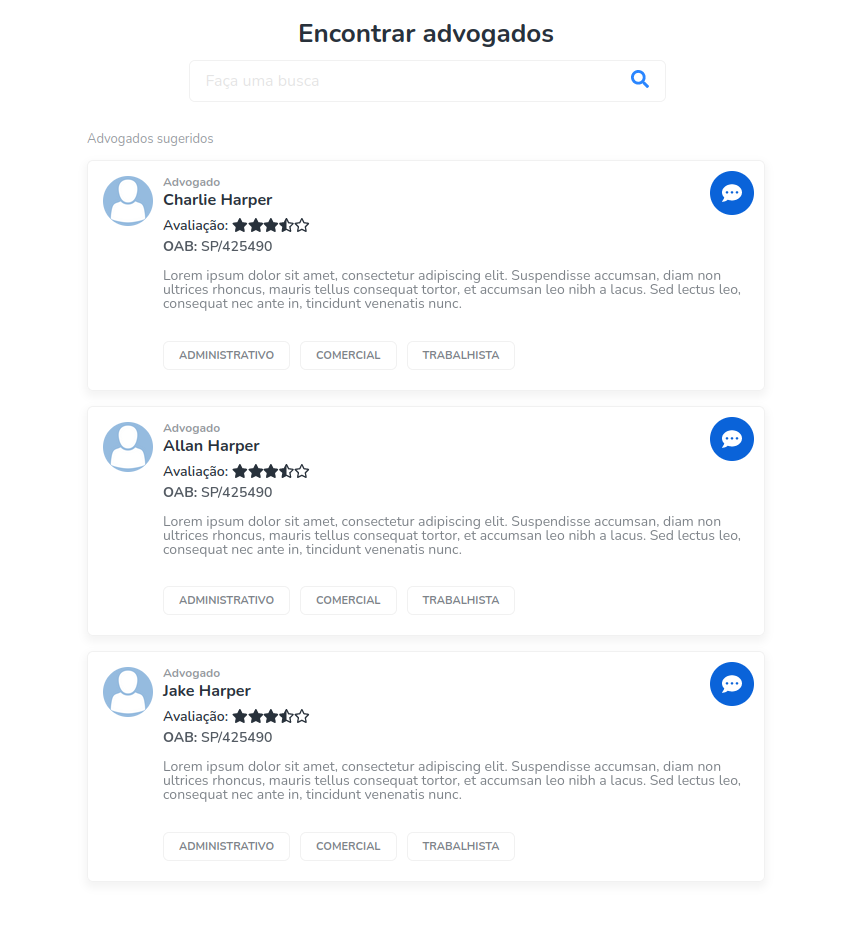 Encontrar advogados
Faça uma busca
Advogados sugeridos
Advogado
Charlie Harper
Avaliação:
OAB: SP/425490
Lorem ipsum dolor sit amet, consectetur adipiscing elit. Suspendisse accumsan, diam non
ultrices rhoncus, mauris tellus consequat tortor, et accumsan leo nibh a lacus. Sed lectus leo,
consequat nec ante in, tincidunt venenatis nunc.
ADMINISTRATIVO COMERCIAL TRABALHISTA
Advogado
Allan Harper
Avaliação:
OAB: SP/425490
Lorem ipsum dolor sit amet, consectetur adipiscing elit. Suspendisse accumsan, diam non
ultrices rhoncus, mauris tellus consequat tortor, et accumsan leo nibh a lacus. Sed lectus leo,
consequat nec ante in, tincidunt venenatis nunc.
ADMINISTRATIVO COMERCIAL TRABALHISTA
Advogado
Jake Harper
Avaliação:
OAB: SP/425490
Lorem ipsum dolor sit amet, consectetur adipiscing elit. Suspendisse accumsan, diam non
ultrices rhoncus, mauris tellus consequat tortor, et accumsan leo nibh a lacus. Sed lectus leo,
consequat nec ante in, tincidunt venenatis nunc.
ADMINISTRATIVO COMERCIAL TRABALHISTA